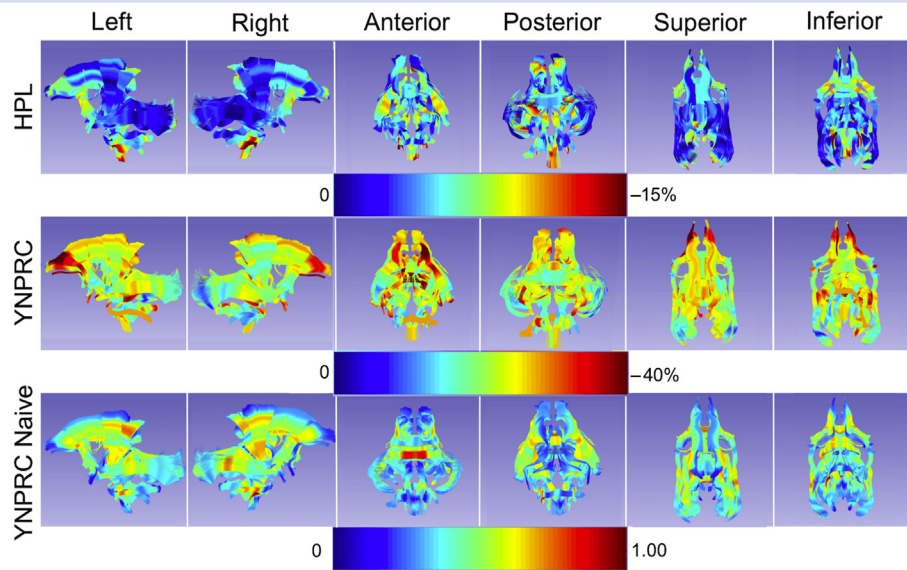 Left Right Anterior Posterior Superior Inferior
HPL
0 –15%
YNPRC
0 –40%
YNPRC Naive
0 1.00